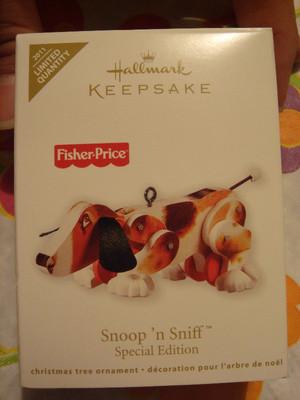 2011
LIMITED
QUANTITY
Hallmark
KEEPSAKE
Fisher-Price
Snoop 'n Sniff™
Special Edition
christmas tree ornament • décoration pour l'arbre de noël